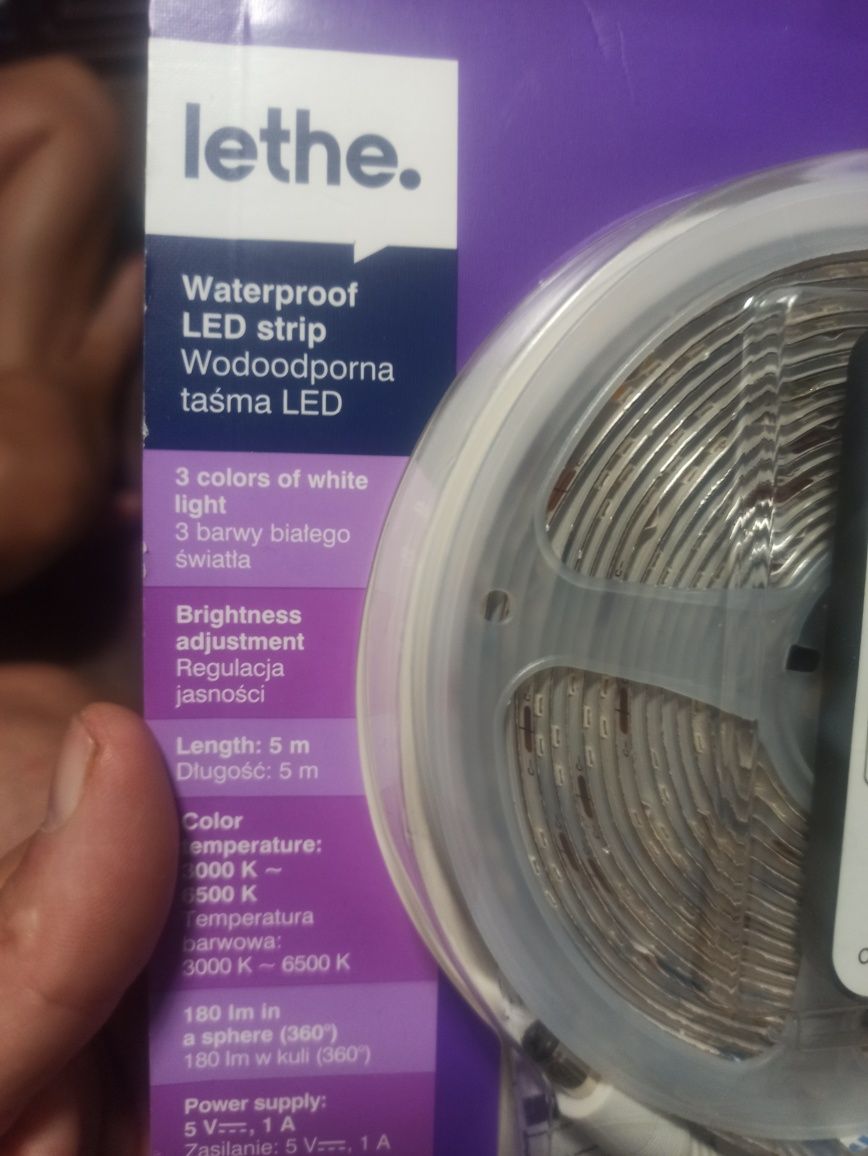 lethe.
Waterproof
LED strip
Wodoodporna
taśma LED
3 colors of white
light
3 barwy białego
światła
Brightness
adjustment
Regulacja
jasności
Length: 5 m
Długość: 5 m
Color
temperature:
3000 K ~
6500 K
Temperatura
barwowa:
3000 K ~ 6500 K
180 lm in
a sphere (360°)
180 lm w kuli (360°)
Power supply:
5 V⎓, 1 A
Zasilanie: 5 V⎓, 1 A